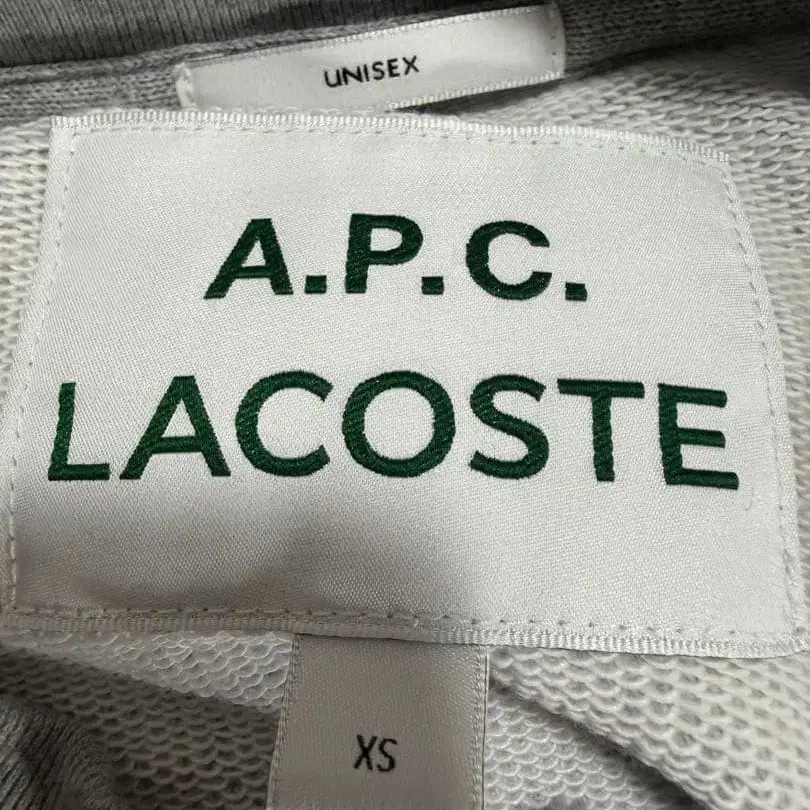 UNISEX
A.P.C.
LACOSTE
XS